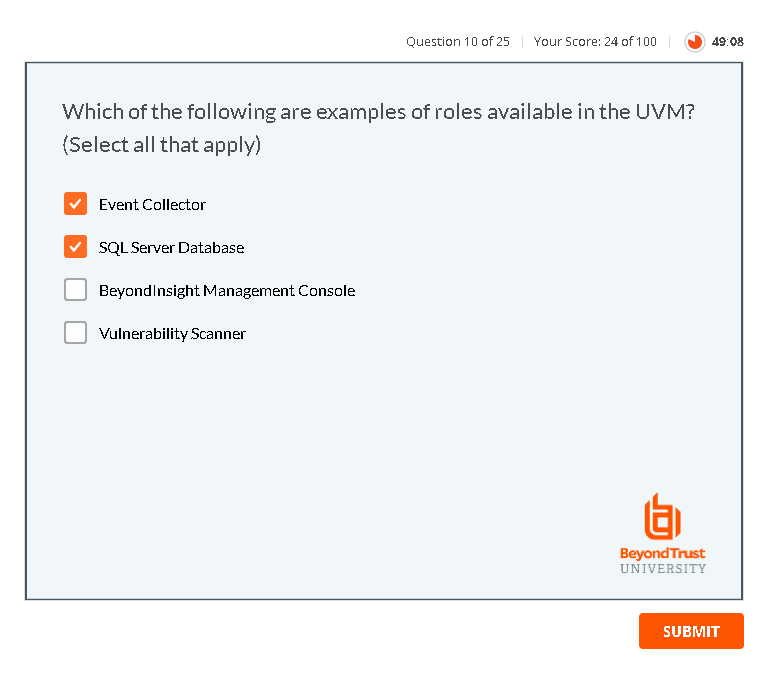 Question 10 of 25 | Your Score: 24 of 100 | 49:08
Which of the following are examples of roles available in the UVM?
(Select all that apply)
Event Collector
SQL Server Database
BeyondInsight Management Console
Vulnerability Scanner
BeyondTrust
UNIVERSITY
SUBMIT